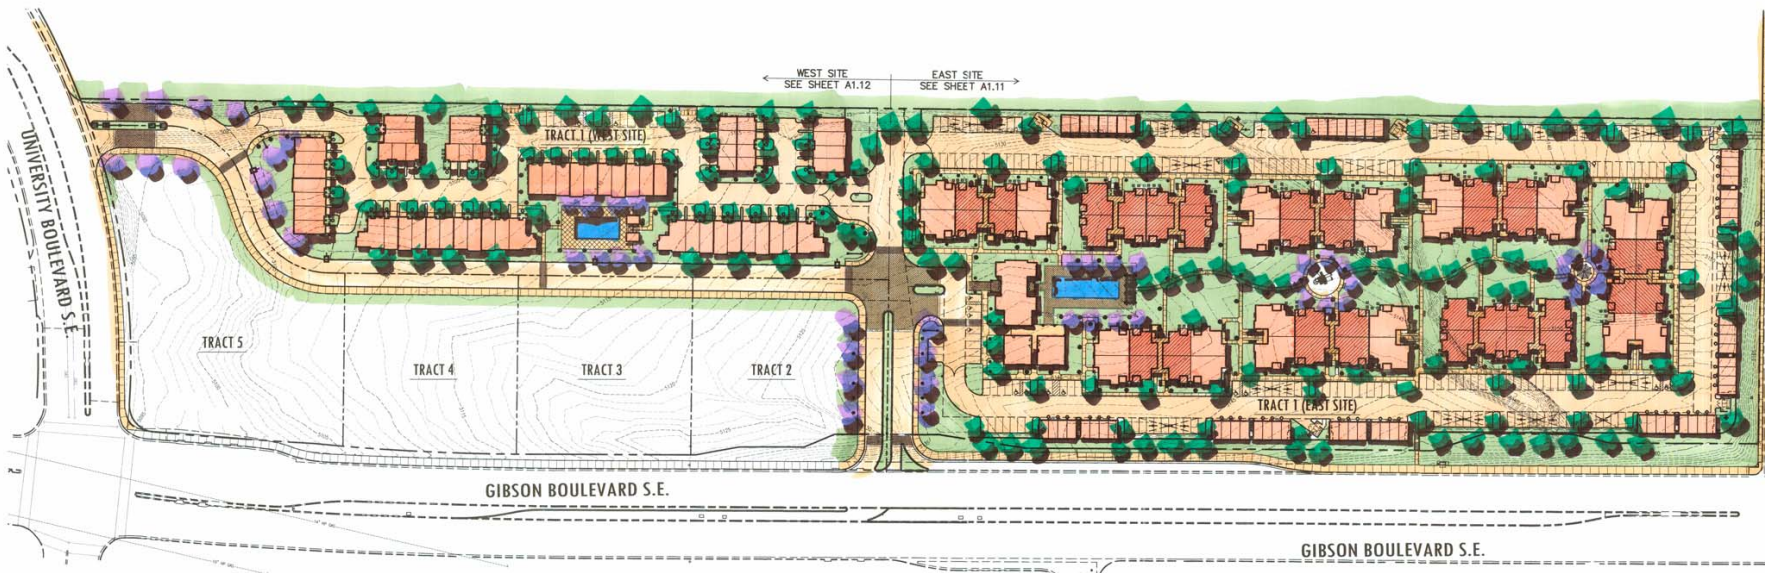 WEST SITE
SEE SHEET A1.12
EAST SITE
SEE SHEET A1.11
TRACT 1 (WEST SITE)
UNIVERSITY BOULEVARD S.E.
TRACT 5
TRACT 4
TRACT 3
TRACT 2
TRACT 1 (EAST SITE)
GIBSON BOULEVARD S.E.
GIBSON BOULEVARD S.E.